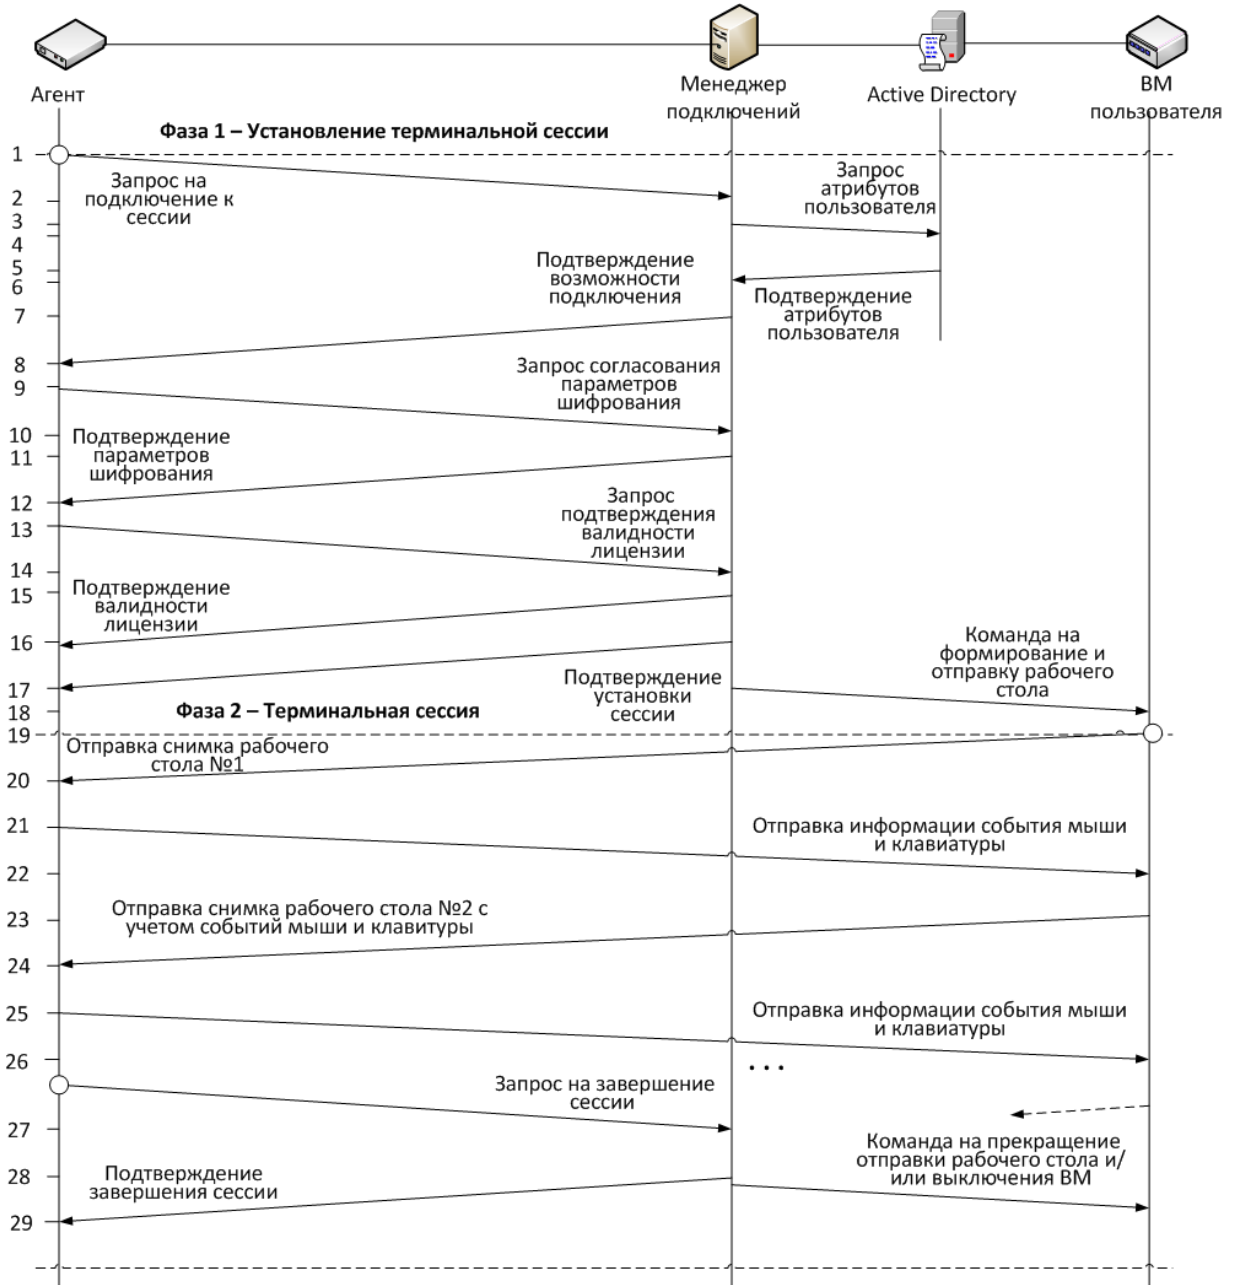 Агент
Менеджер
подключений
Active Directory
ВМ
пользователя
Фаза 1 – Установление терминальной сессии
1
Запрос на
подключение к
сессии
Запрос
атрибутов
пользователя
2
3
4
5
6
7
Подтверждение
возможности
подключения
Подтверждение
атрибутов
пользователя
8
9
Запрос согласования
параметров
шифрования
10
11
Подтверждение
параметров
шифрования
12
13
Запрос
подтверждения
валидности
лицензии
14
15
Подтверждение
валидности
лицензии
16
17
18
Подтверждение
установки
сессии
Команда на
формирование и
отправку рабочего
стола
Фаза 2 – Терминальная сессия
19
Отправка снимка рабочего
стола №1
20
21
Отправка информации события мыши
и клавиатуры
22
Отправка снимка рабочего стола №2 с
учетом событий мыши и клавитуры
23
24
25
Отправка информации события мыши
и клавиатуры
26
...
Запрос на завершение
сессии
27
Команда на прекращение
отправки рабочего стола и/
или выключения ВМ
28
Подтверждение
завершения сессии
29